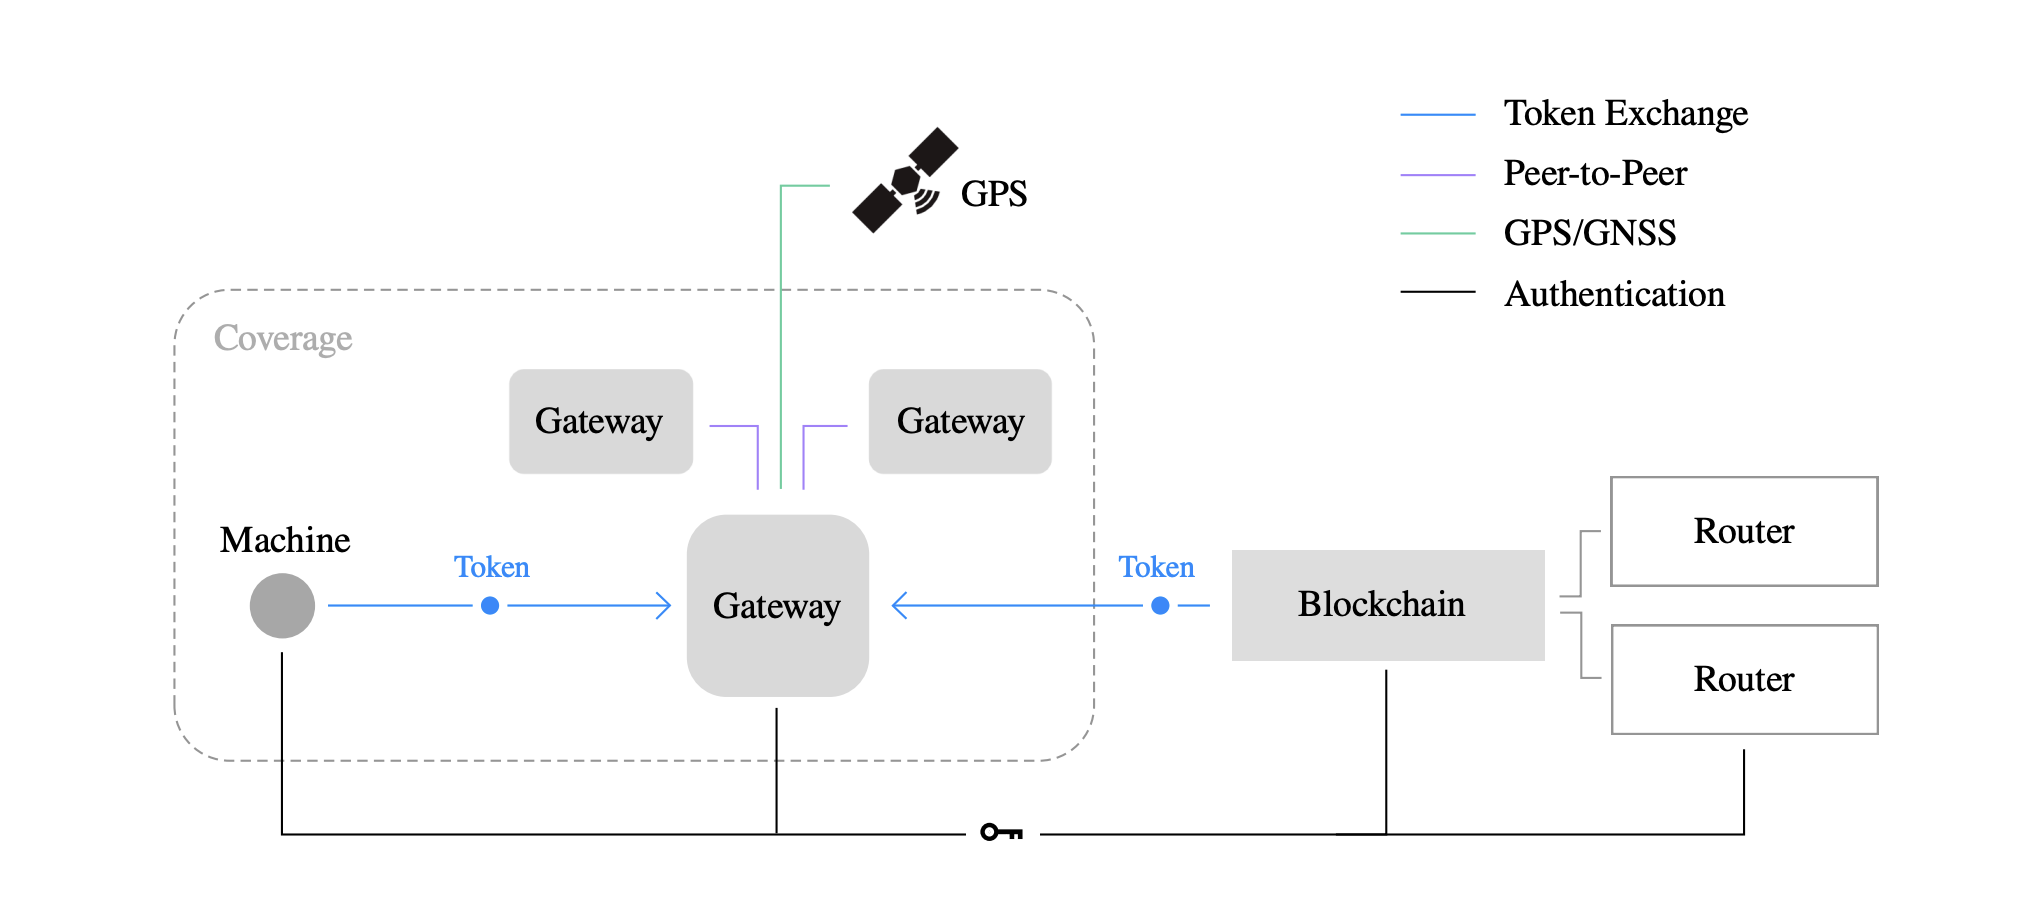 Token Exchange
Peer-to-Peer
GPS/GNSS
Authentication
GPS
Coverage
Gateway
Gateway
Machine
Token
Gateway
Token
Blockchain
Router
Router